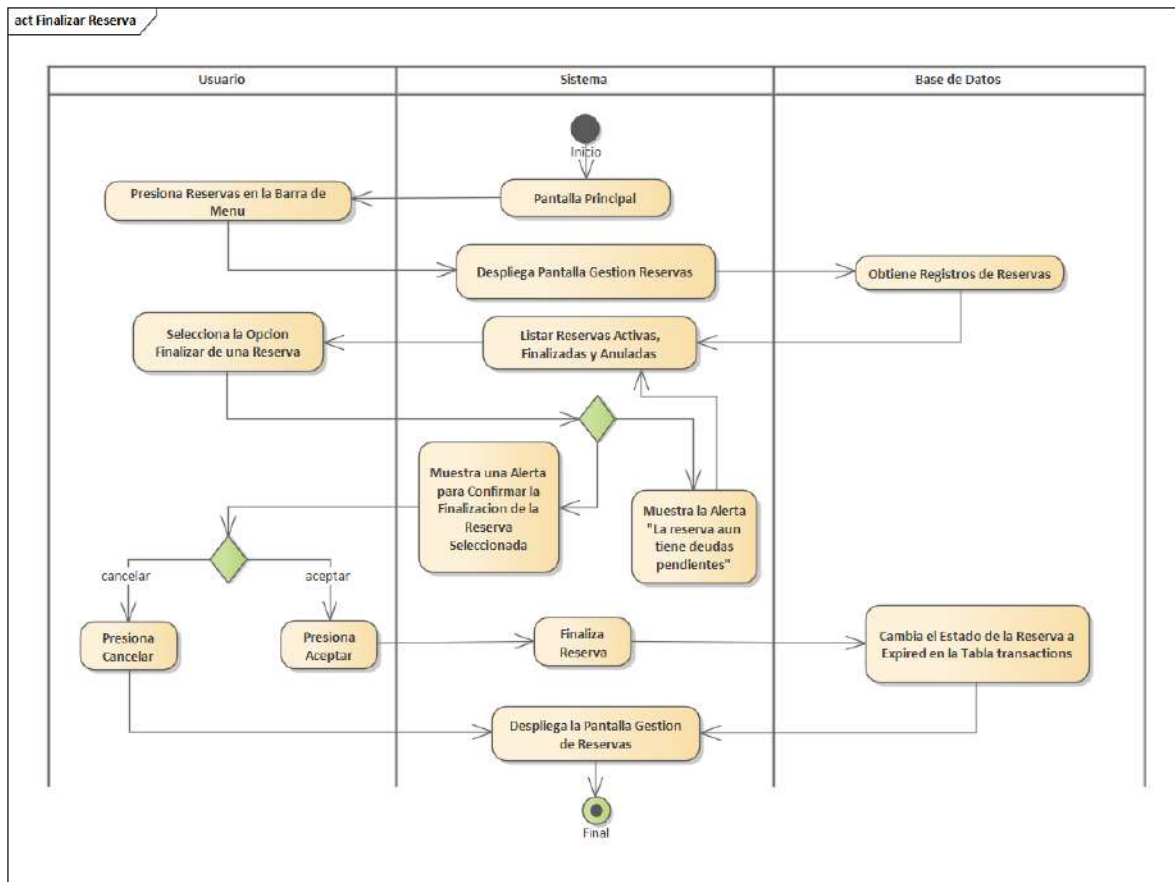 act Finalizar Reserva
Usuario
Sistema
Base de Datos
Inicio
Presiona Reservas en la Barra de
Menu
Pantalla Principal
Despliega Pantalla Gestion Reservas
Obtiene Registros de Reservas
Selecciona la Opcion
Finalizar de una Reserva
Listar Reservas Activas,
Finalizadas y Anuladas
Muestra una Alerta
para Confirmar la
Finalizacion de la
Reserva
Seleccionada
Muestra la Alerta
"La reserva aun
tiene deudas
pendientes"
cancelar
aceptar
Presiona
Cancelar
Presiona
Aceptar
Finaliza
Reserva
Cambia el Estado de la Reserva a
Expired en la Tabla transactions
Despliega la Pantalla Gestion
de Reservas
Final